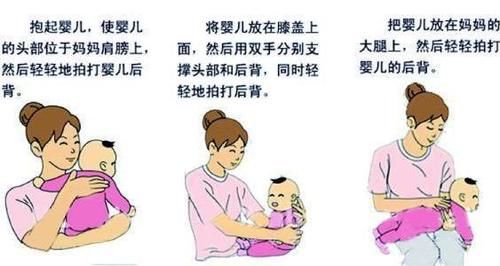 抱起婴儿，使婴儿
的头部位于妈妈肩膀上，
然后轻轻地拍打婴儿后
背。
将婴儿放在膝盖上
面，然后用双手分别支
撑头部和后背，同时轻
轻地拍打后背。
把婴儿放在妈妈的
大腿上，然后轻轻拍打
婴儿的后背。